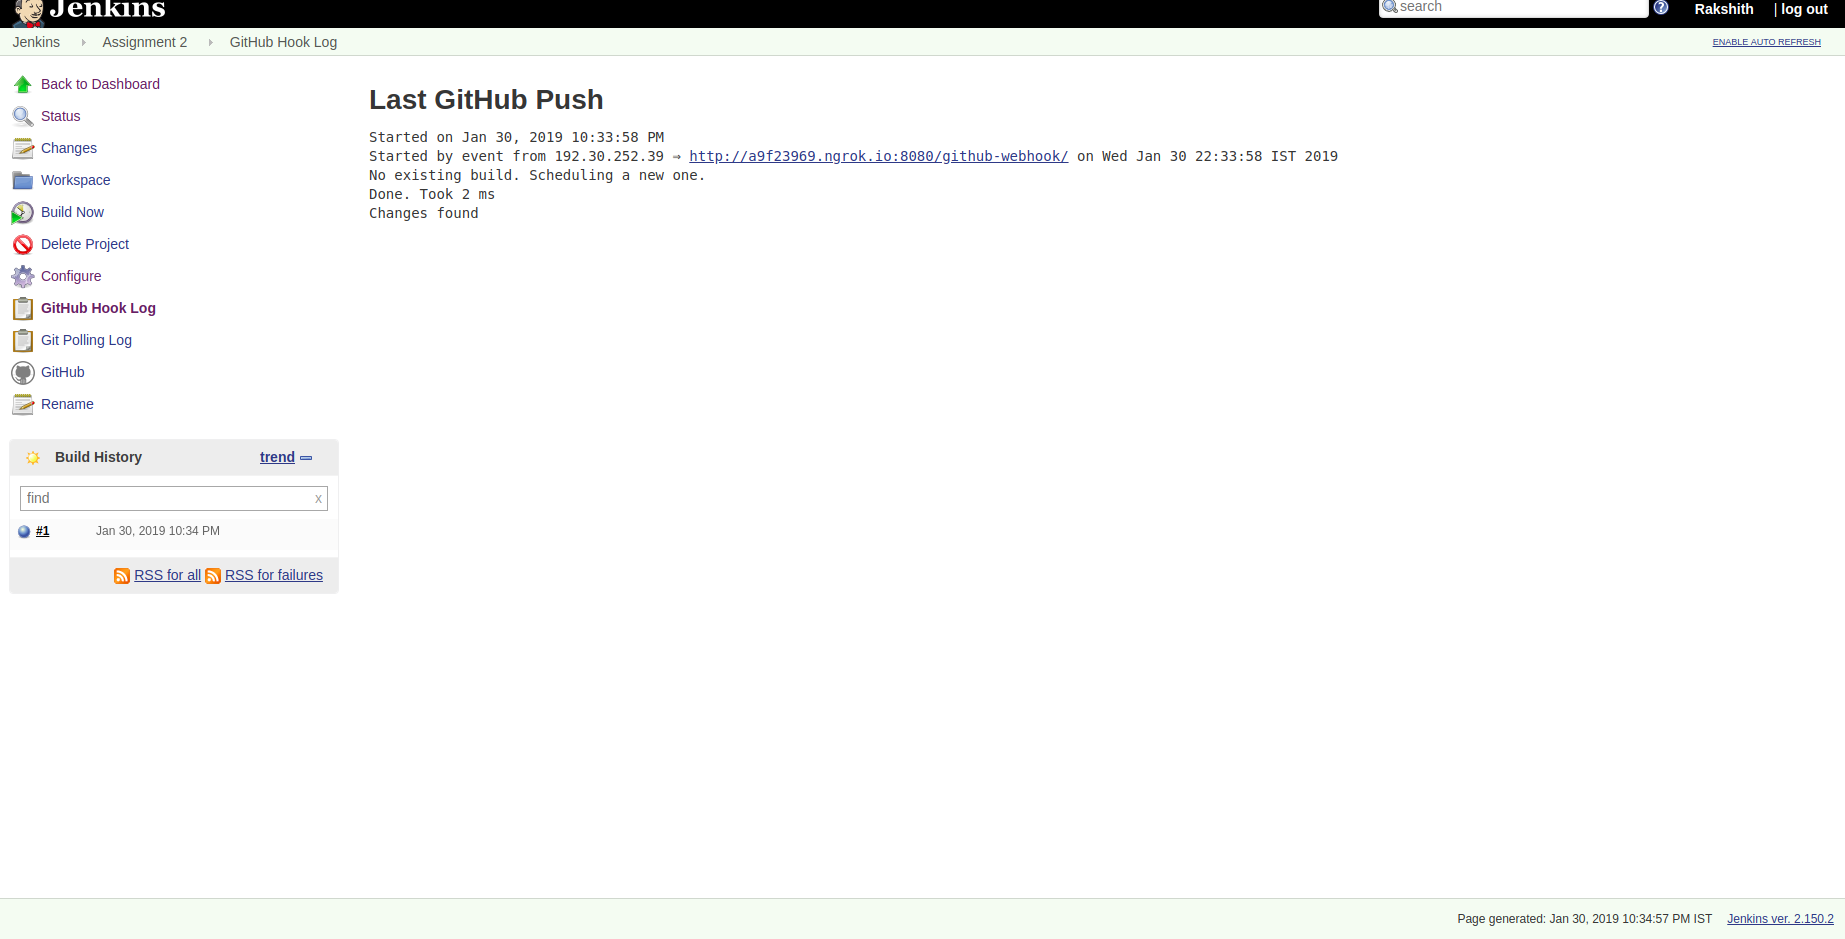 Jenkins
search
Rakshith | log out
Jenkins Assignment 2 GitHub Hook Log
ENABLE AUTO REFRESH
Back to Dashboard
Status
Changes
Workspace
Build Now
Delete Project
Configure
GitHub Hook Log
Git Polling Log
GitHub
Rename
Build History trend
find x
#1 Jan 30, 2019 10:34 PM
RSS for all RSS for failures
Last GitHub Push
Started on Jan 30, 2019 10:33:58 PM
Started by event from 192.30.252.39 ⇒ http://a9f23969.ngrok.io:8080/github-webhook/ on Wed Jan 30 22:33:58 IST 2019
No existing build. Scheduling a new one.
Done. Took 2 ms
Changes found
Page generated: Jan 30, 2019 10:34:57 PM IST Jenkins ver. 2.150.2